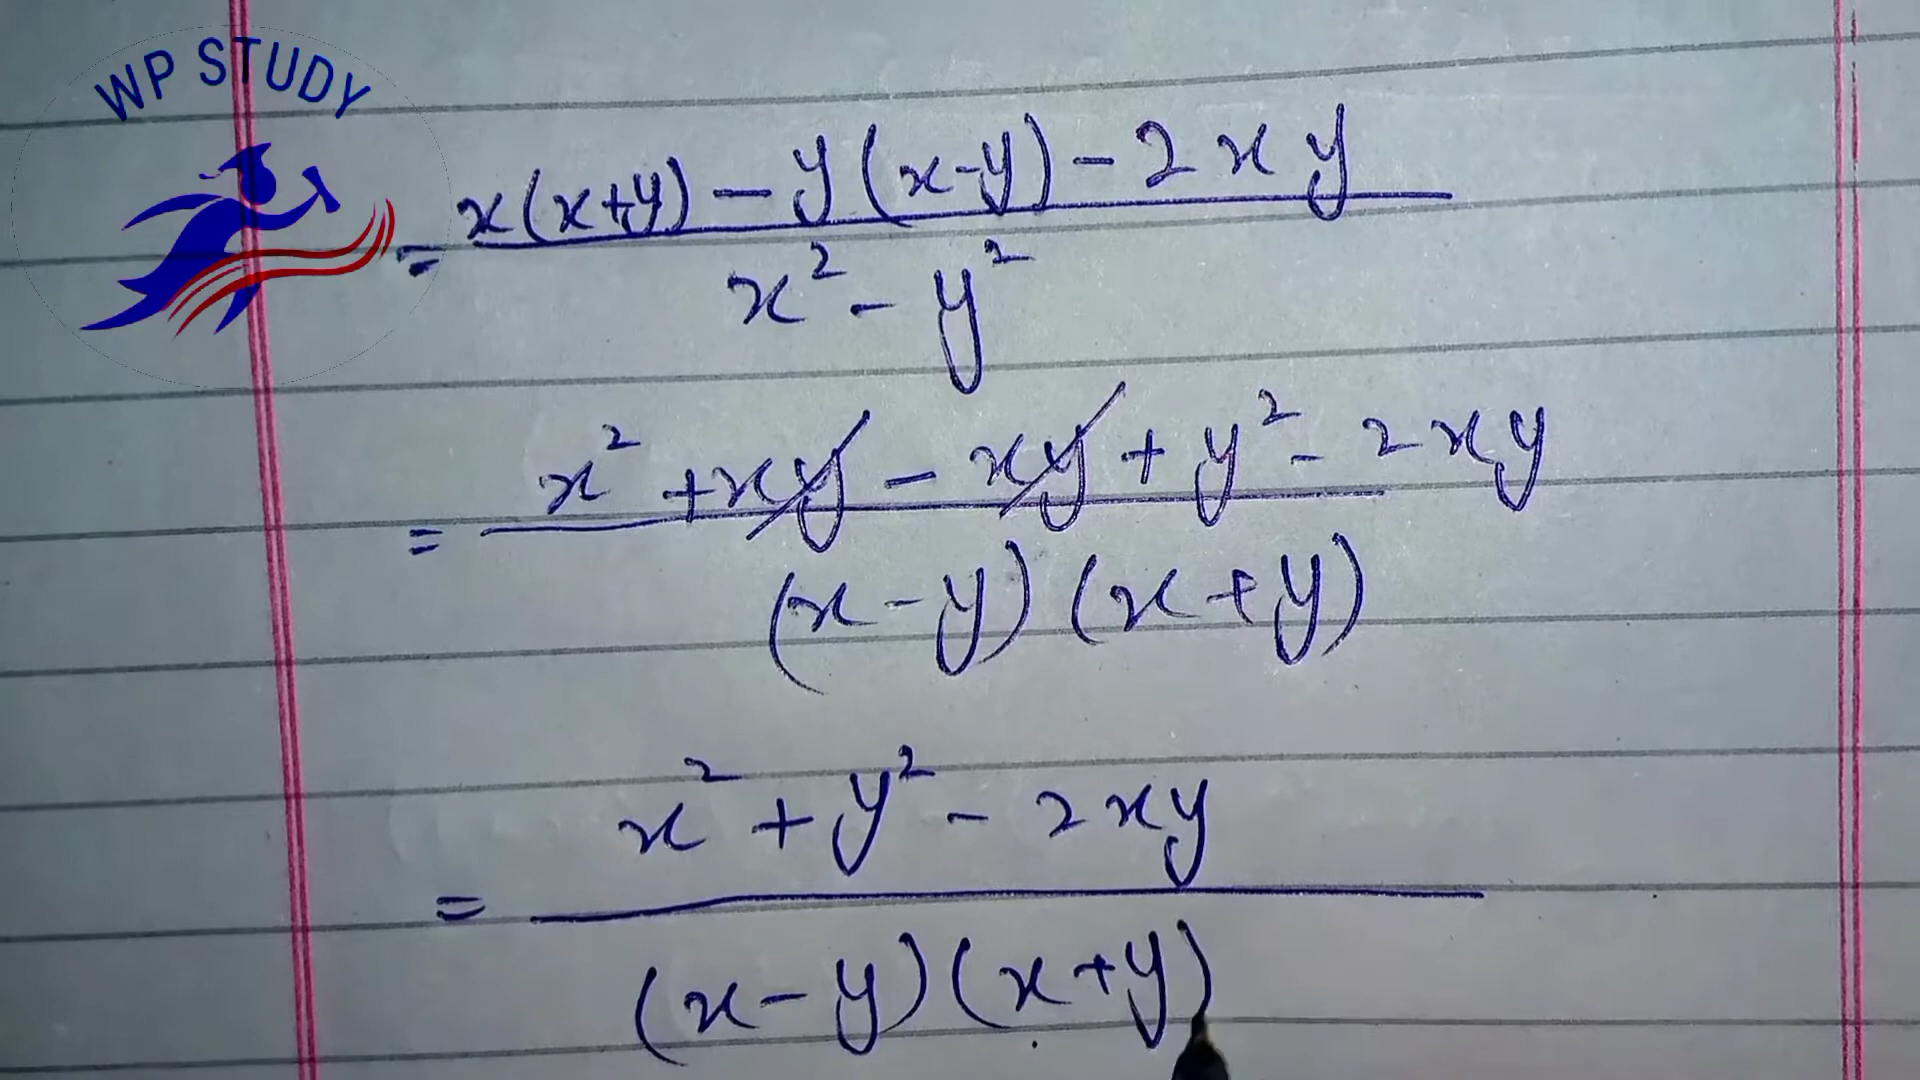 WP STUDY
x(x+y) - y(x-y) - 2xy
= 
x² - y²
x² + xy - xy + y² - 2xy
=
(x-y)(x+y)
x² + y² - 2xy
=
(x-y)(x+y)